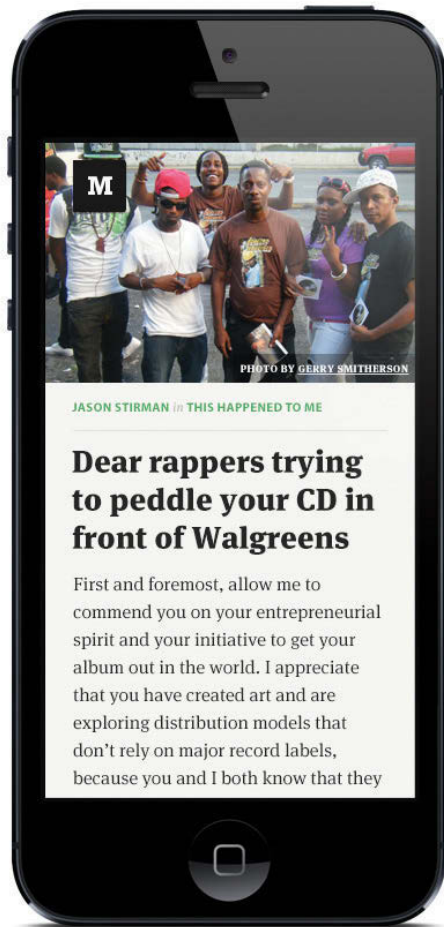 M
PHOTO BY GERRY SMITHERSON
JASON STIRMAN in THIS HAPPENED TO ME
Dear rappers trying
to peddle your CD in
front of Walgreens
First and foremost, allow me to
commend you on your entrepreneurial
spirit and your initiative to get your
album out in the world. I appreciate
that you have created art and are
exploring distribution models that
don’t rely on major record labels,
because you and I both know that they